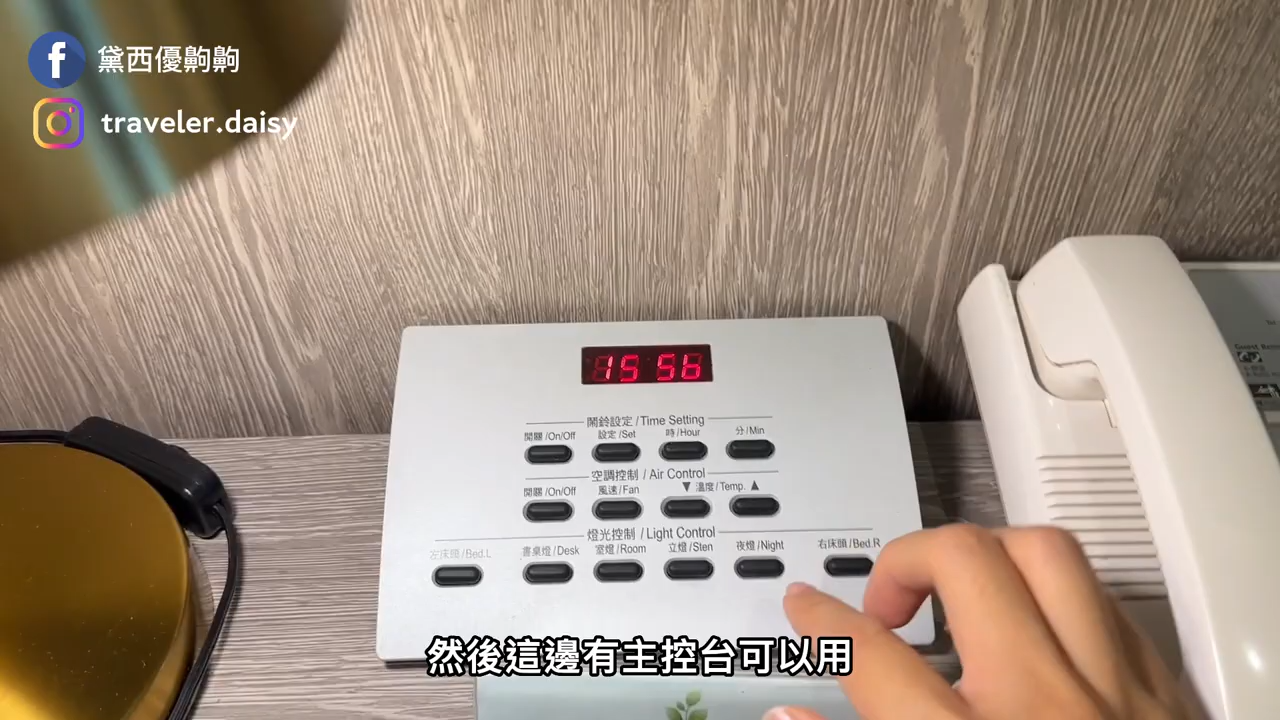 黛西優齁齁
traveler.daisy
15 56
鬧鈴設定 / Time Setting
開關 /On/Off 設定 /Set 時 /Hour 分 /Min
空調控制 / Air Control
開關 /On/Off 風速 /Fan ▼ 溫度 / Temp. ▲
燈光控制 / Light Control
左床頭 / Bed.L 書桌燈 / Desk 室燈 /Room 立燈 /Sten 夜燈 /Night 右床頭 / Bed.R
然後這邊有主控台可以用